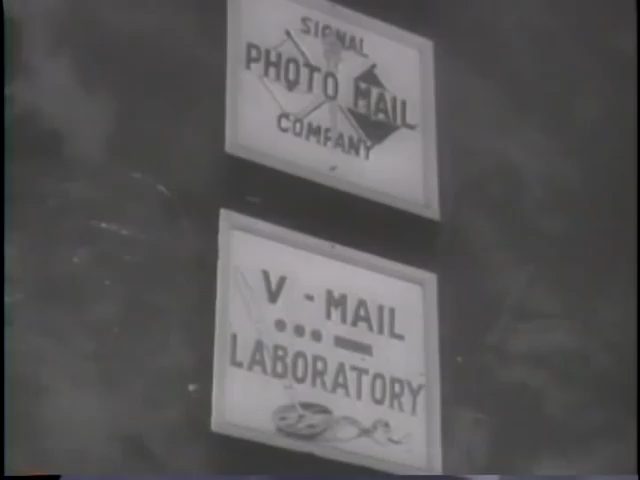 SIGNAL
PHOTO MAIL
COMPANY
V - MAIL
LABORATORY